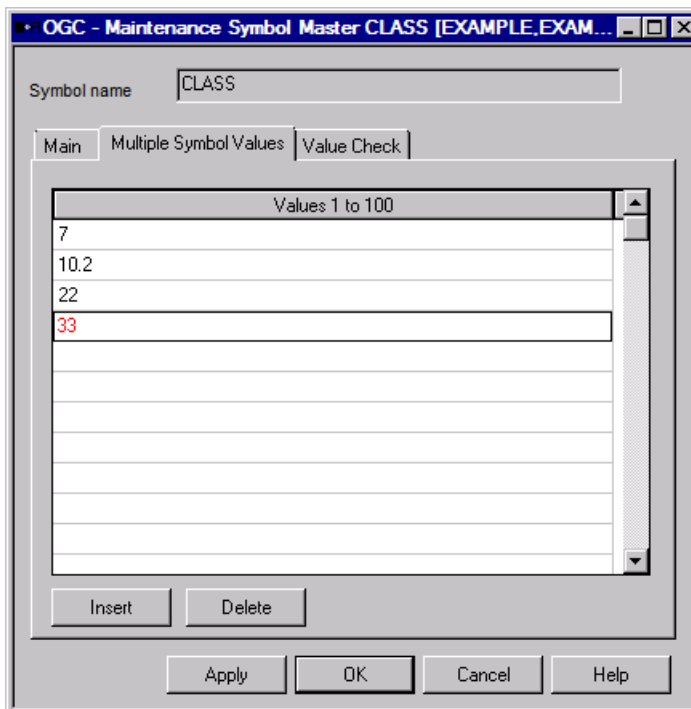 OGC - Maintenance Symbol Master CLASS [EXAMPLE,EXAM...
Symbol name
CLASS
Main
Multiple Symbol Values
Value Check
Values 1 to 100
7
10.2
22
33
Insert
Delete
Apply
OK
Cancel
Help